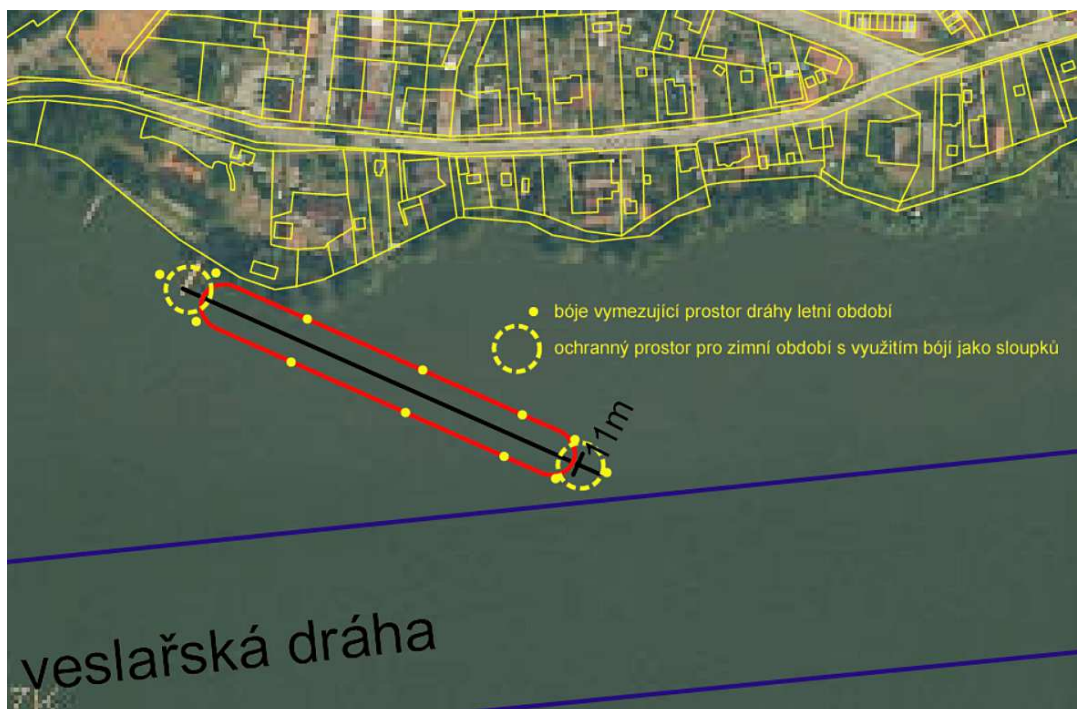 bóje vymezující prostor dráhy letní období
ochranný prostor pro zimní období s využitím bójí jako sloupků
11m
veslařská dráha